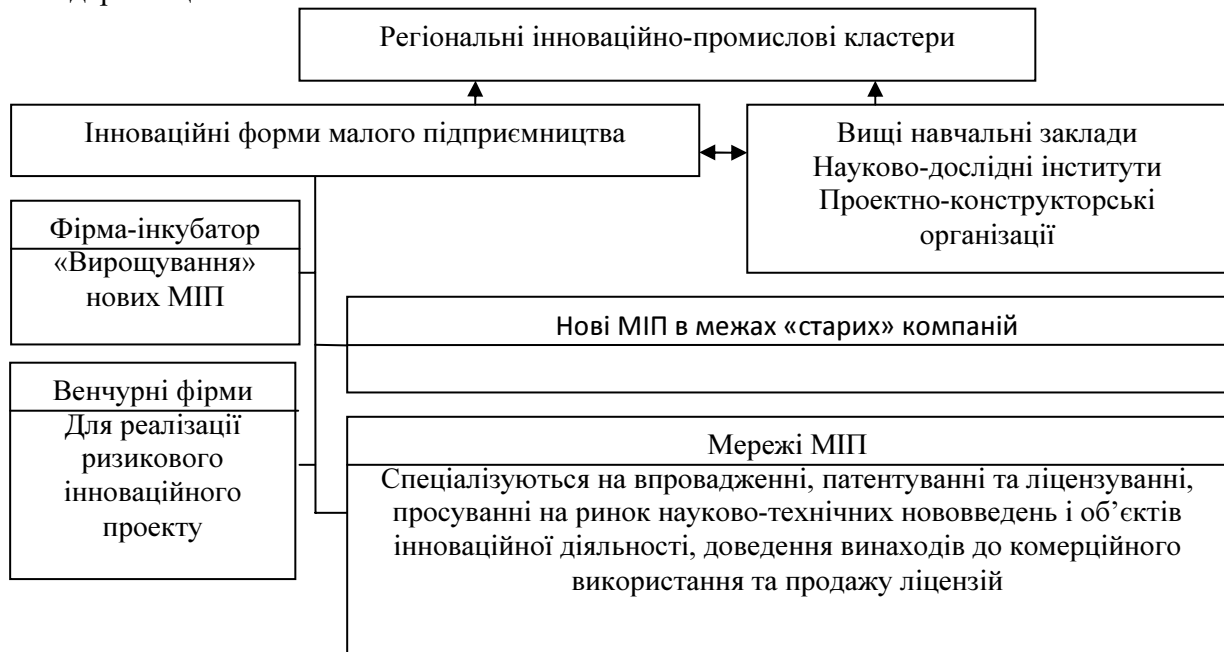 Регіональні інноваційно-промислові кластери
Інноваційні форми малого підприємництва
Вищі навчальні заклади
Науково-дослідні інститути
Проектно-конструкторські
організації
Фірма-інкубатор
«Вирощування»
нових МІП
Нові МІП в межах «старих» компаній
Венчурні фірми
Для реалізації
ризикового
інноваційного
проекту
Мережі МІП
Спеціалізуються на впровадженні, патентуванні та ліцензуванні,
просуванні на ринок науково-технічних нововведень і об’єктів
інноваційної діяльності, доведення винаходів до комерційного
використання та продажу ліцензій